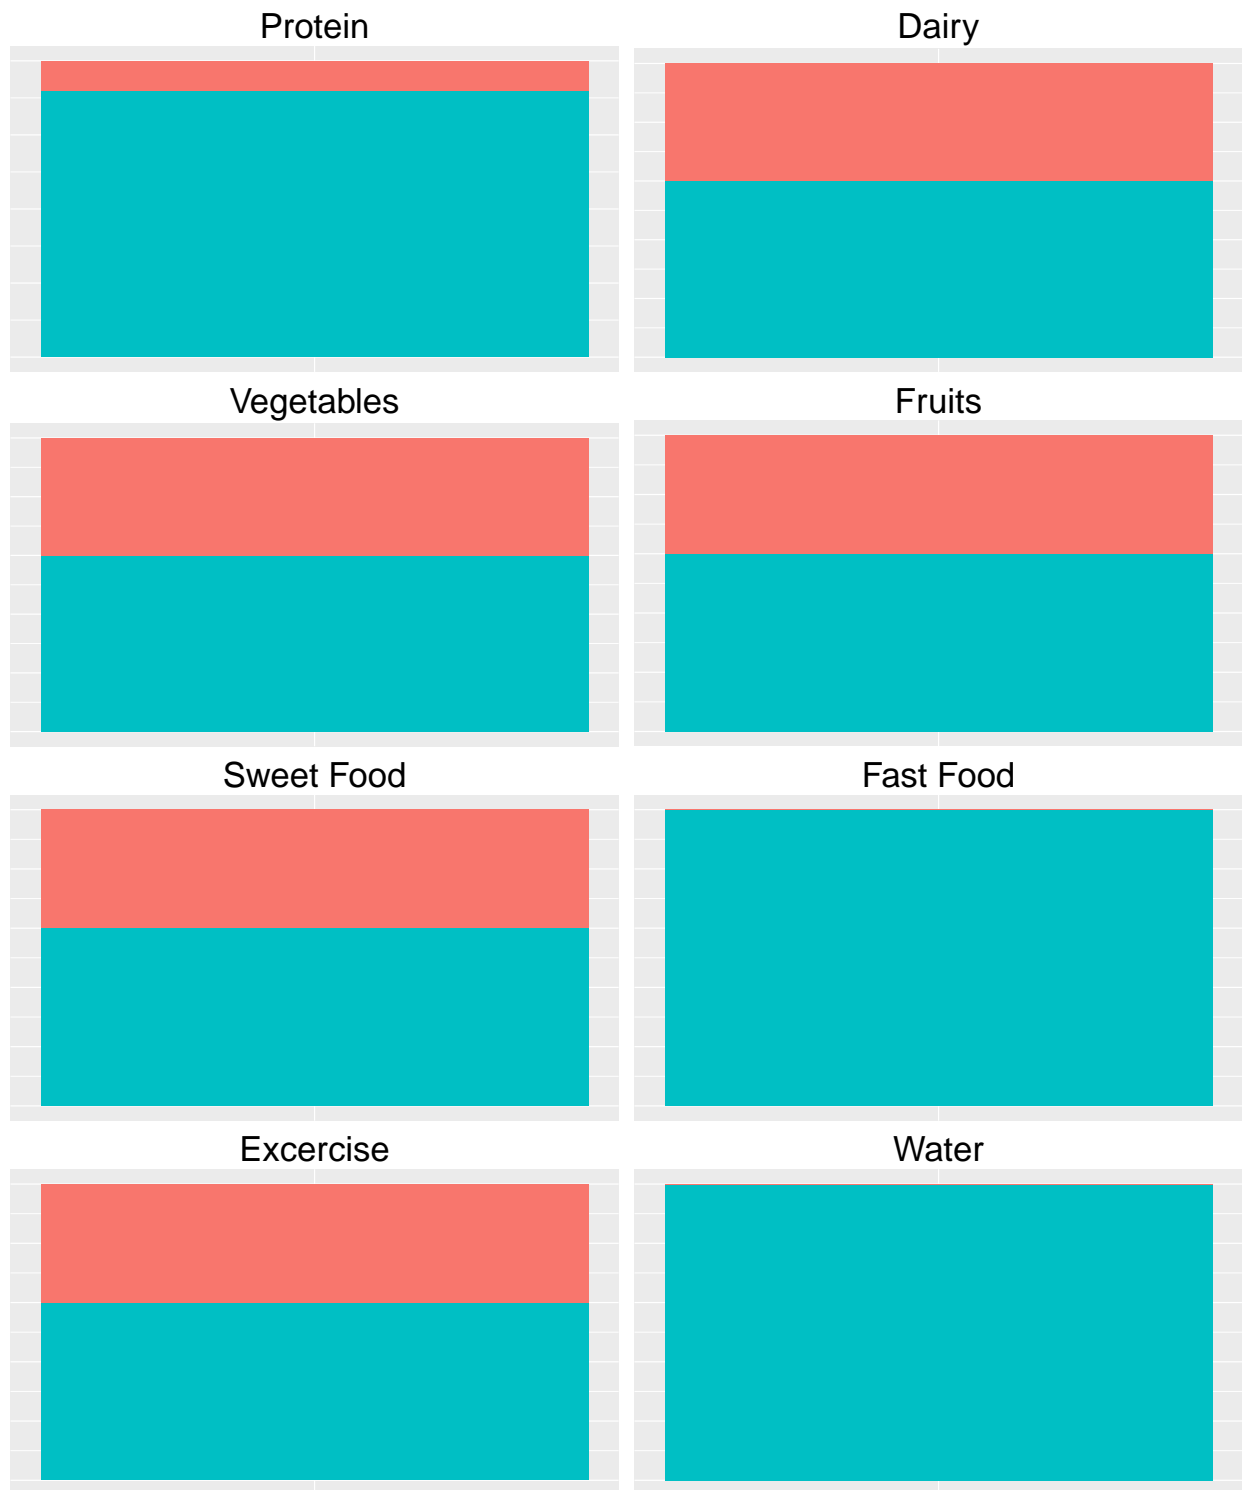 Protein
Dairy
Vegetables
Fruits
Sweet Food
Fast Food
Excercise
Water